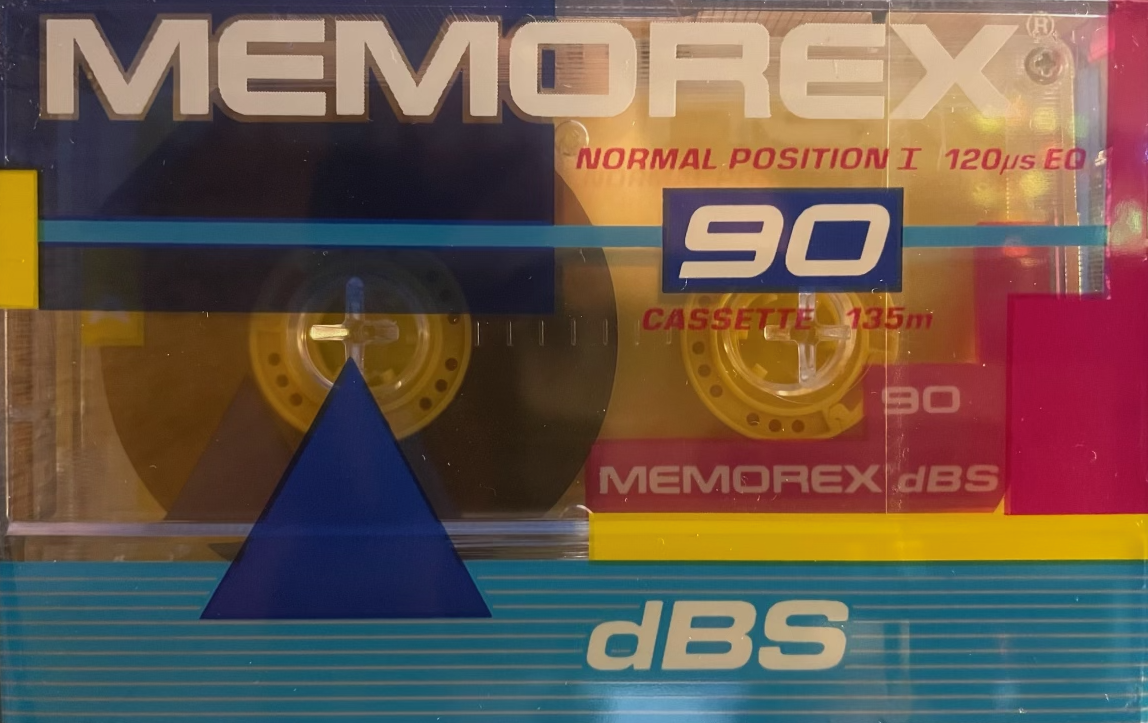 MEMOREX®
NORMAL POSITION I 120μs EQ
90
CASSETTE 135m
90
MEMOREX dBS
dBS